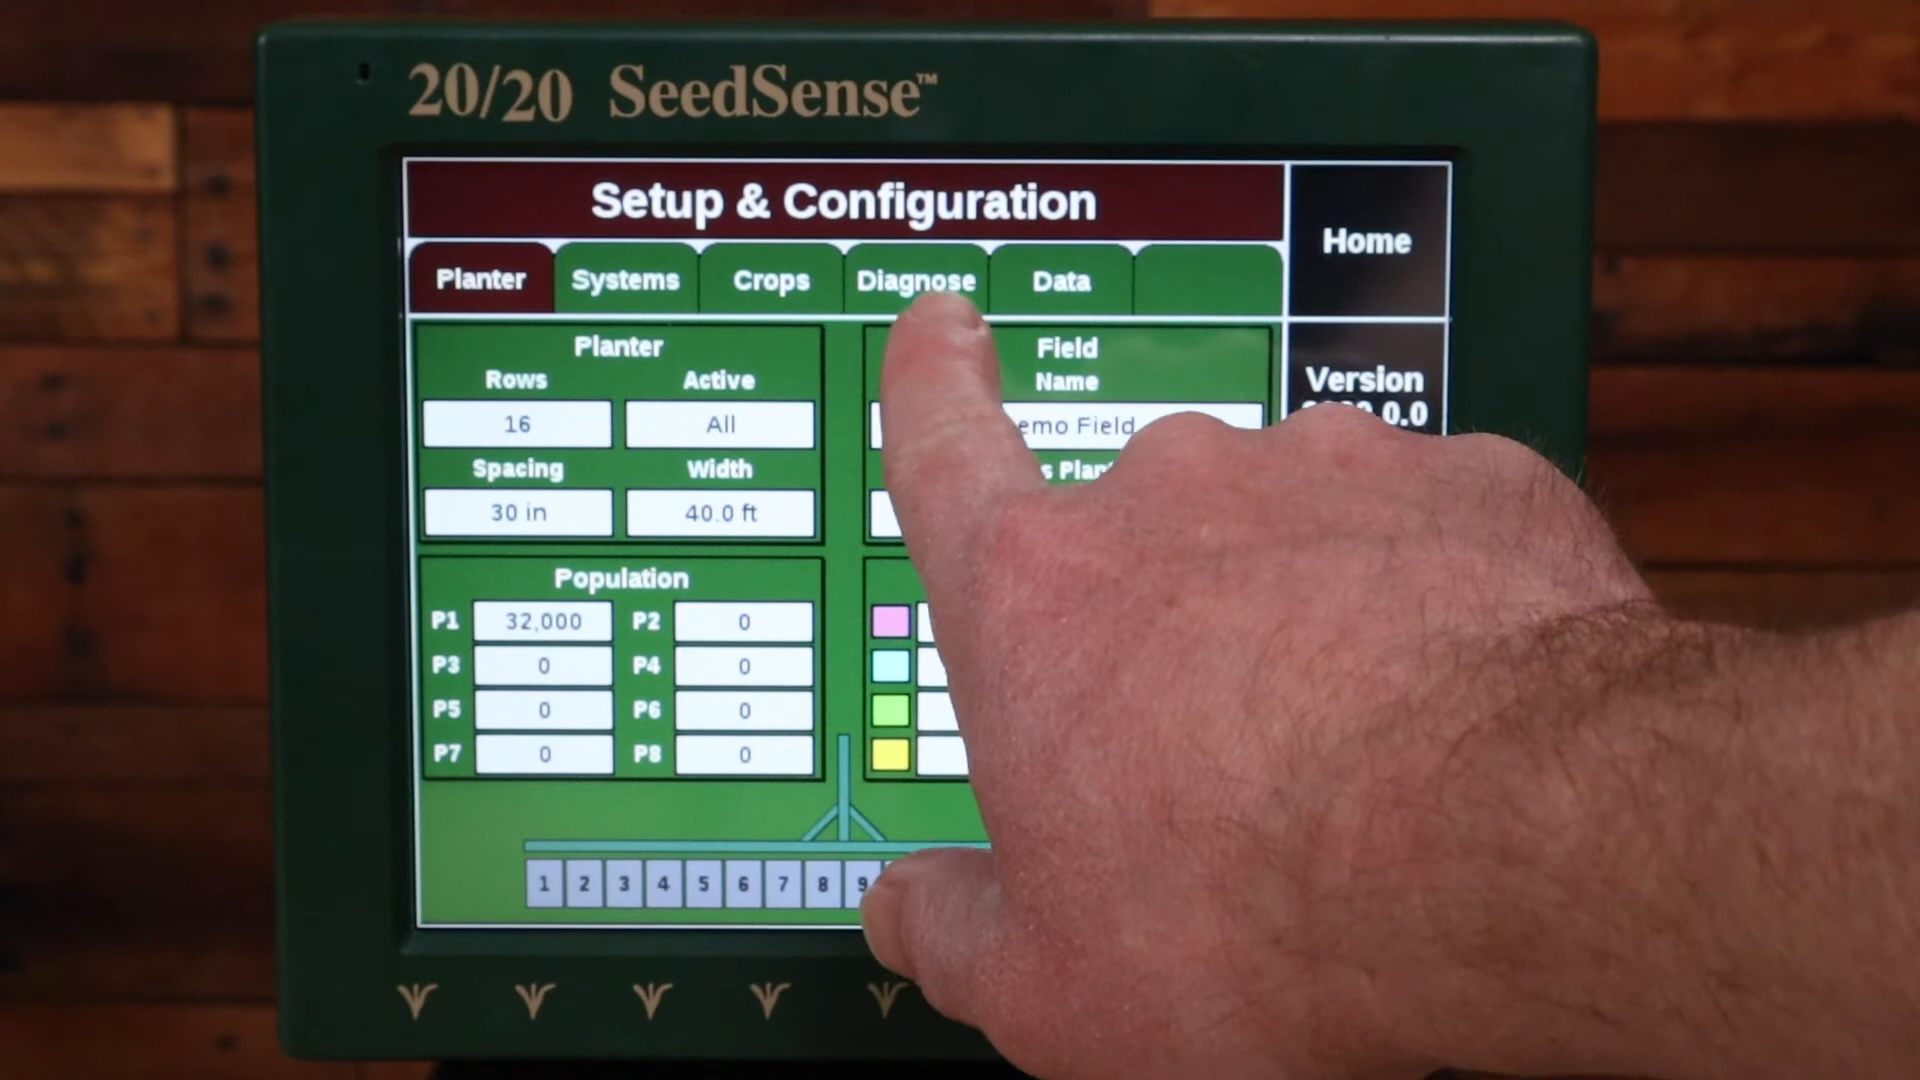 20/20 SeedSense™
Setup & Configuration
Home
Planter
Systems
Crops
Diagnose
Data
Version
.0.0
Planter
Rows
Active
16
All
Spacing
Width
30 in
40.0 ft
Field
Name
emo Field
Population
P1
32,000
P2
0
P3
0
P4
0
P5
0
P6
0
P7
0
P8
0
1 2 3 4 5 6 7 8 9